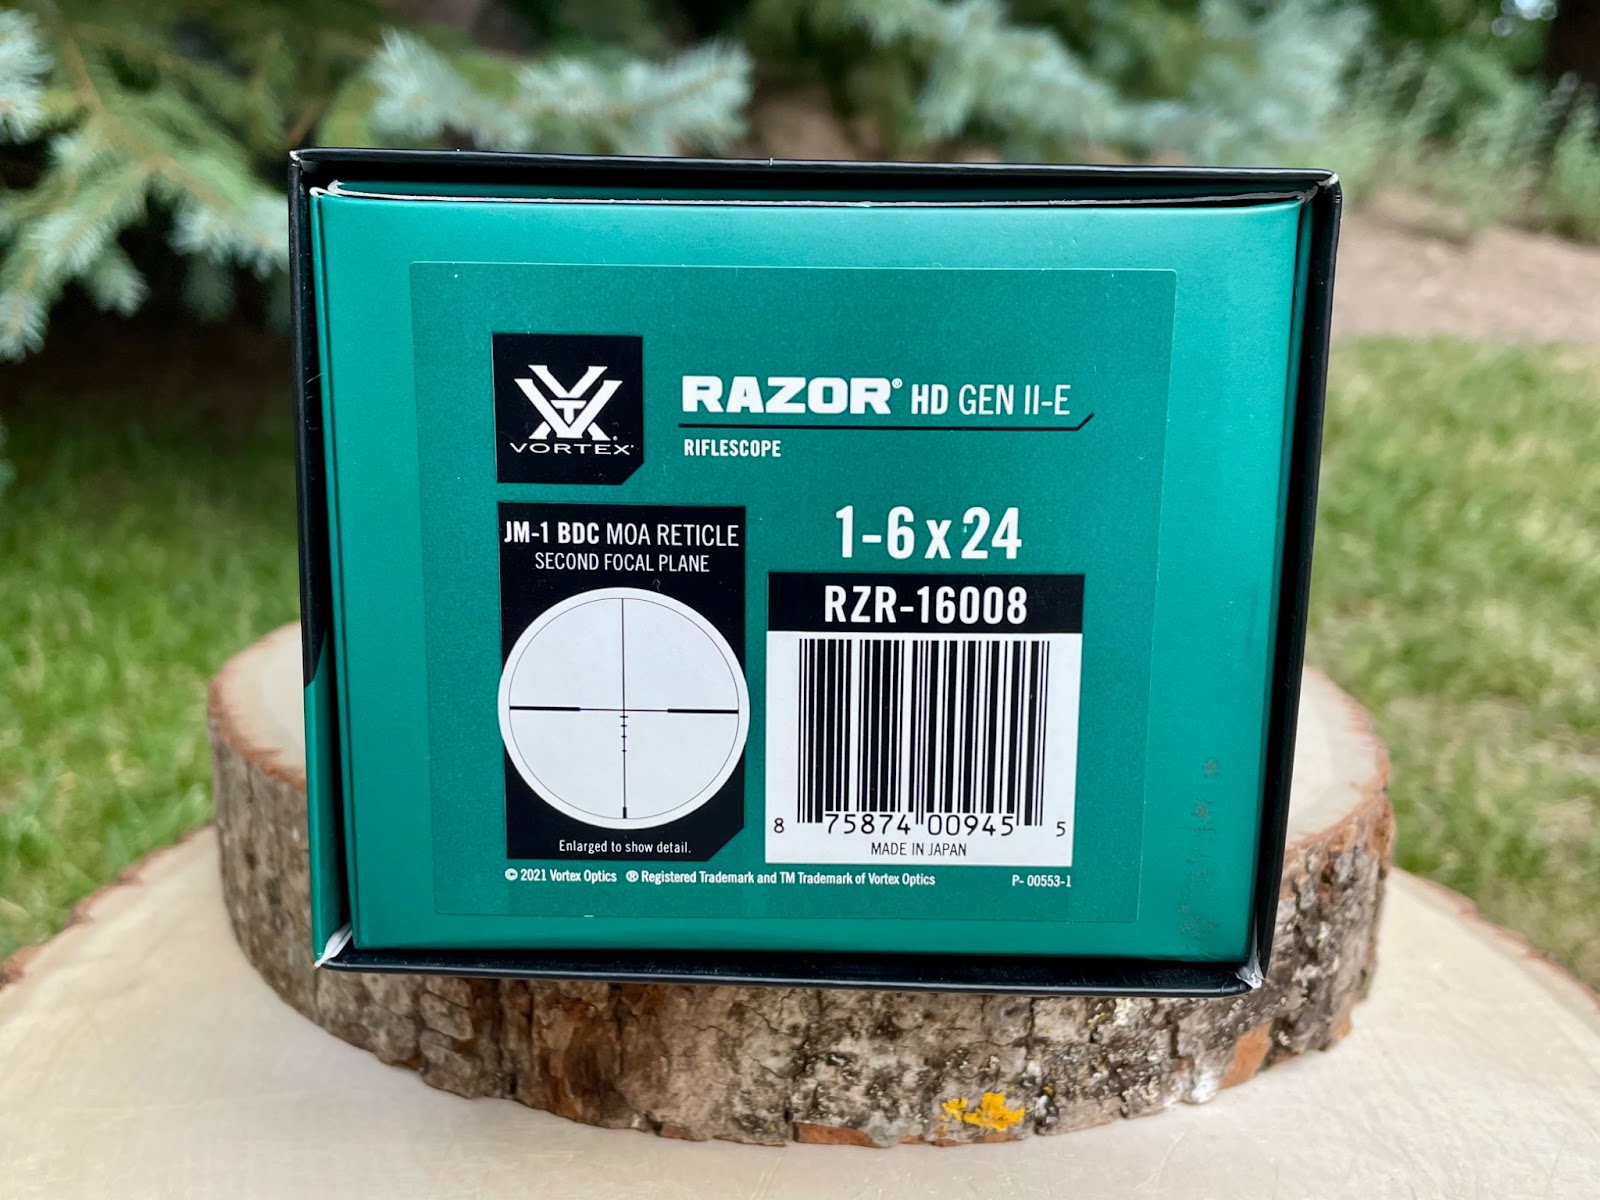 VORTEX®
RAZOR® HD GEN II-E
RIFLESCOPE
JM-1 BDC MOA RETICLE
SECOND FOCAL PLANE
Enlarged to show detail.
1-6 x 24
RZR-16008
8 75874 00945 5
MADE IN JAPAN
© 2021 Vortex Optics ® Registered Trademark and TM Trademark of Vortex Optics
P- 00553-1